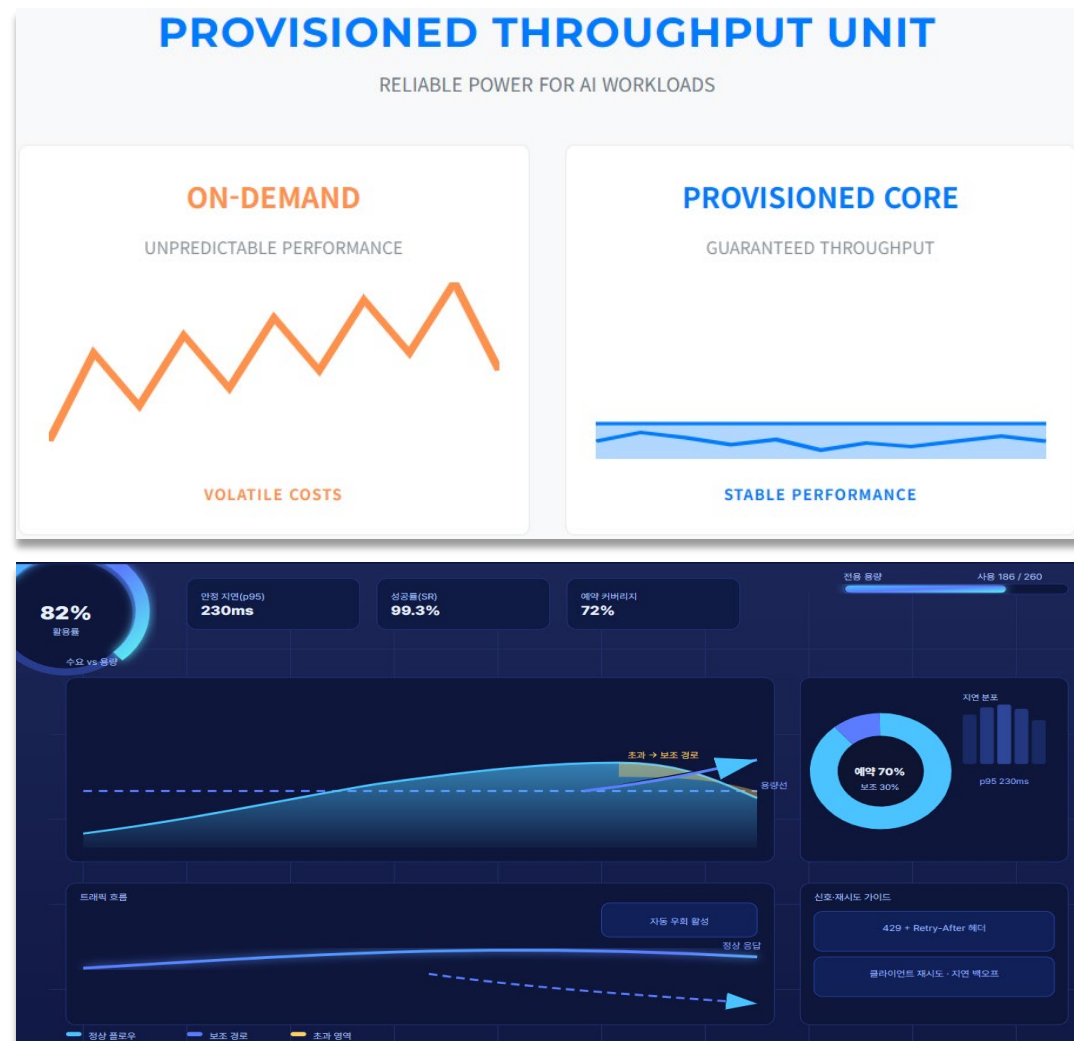 PROVISIONED THROUGHPUT UNIT
RELIABLE POWER FOR AI WORKLOADS
ON-DEMAND
UNPREDICTABLE PERFORMANCE
VOLATILE COSTS
PROVISIONED CORE
GUARANTEED THROUGHPUT
STABLE PERFORMANCE
82%
활용률
안정 지연(p95)
230ms
성공률(SR)
99.3%
예약 커버리지
72%
전용 용량
사용 186 / 260
수요 vs 용량
초과 → 보조 경로
용량선
예약 70%
보조 30%
지연 분포
p95 230ms
트래픽 흐름
자동 우회 활성
정상 응답
신호·재시도 가이드
429 + Retry-After 헤더
클라이언트 재시도 · 지연 백오프
정상 플로우
보조 경로
초과 영역